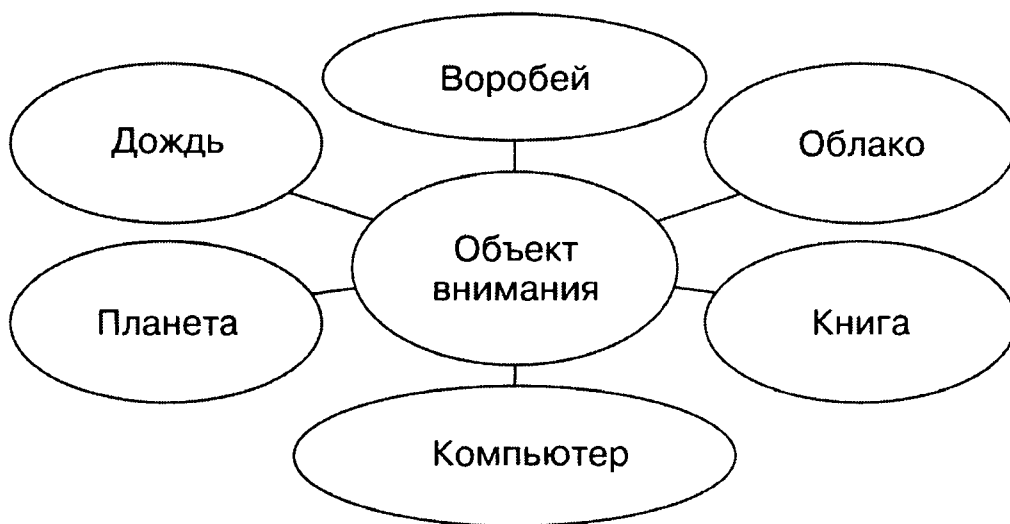 Воробей
Дождь
Облако
Объект
внимания
Планета
Книга
Компьютер